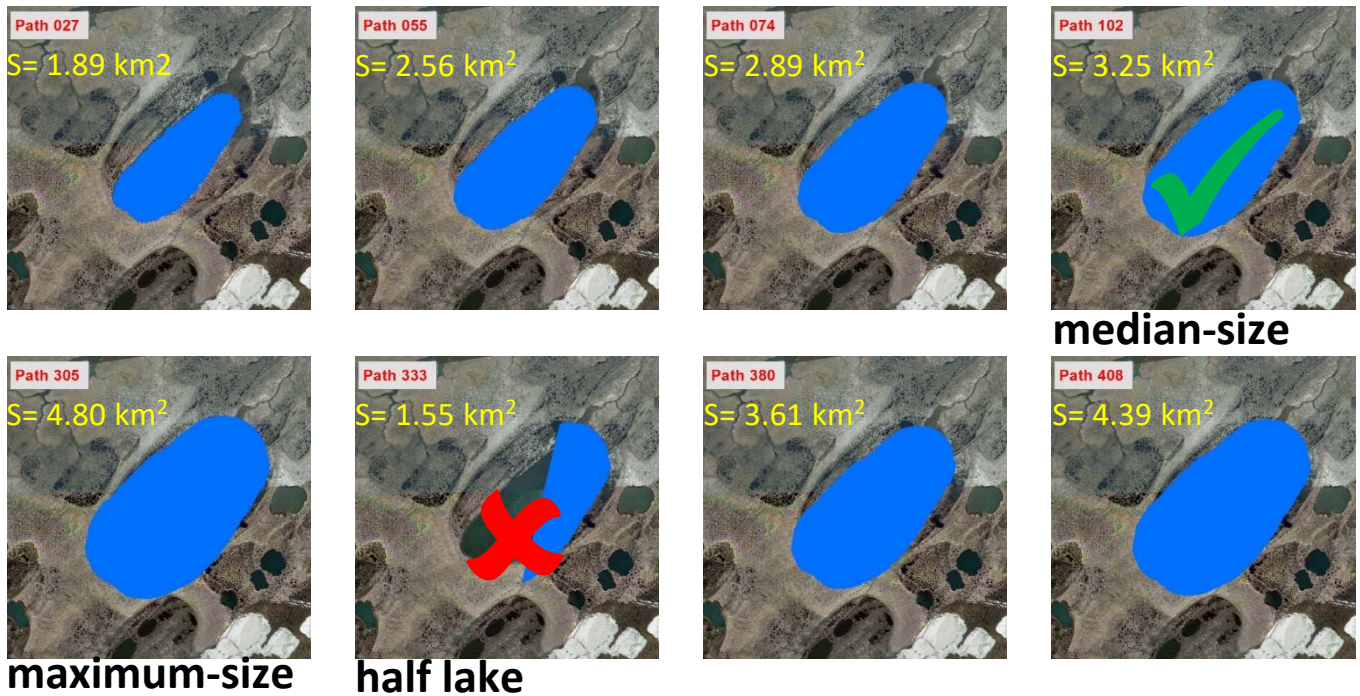 Path 027
S= 1.89 km2
Path 055
S= 2.56 km²
Path 074
S= 2.89 km²
Path 102
S= 3.25 km²
median-size
Path 305
S= 4.80 km²
maximum-size
Path 333
S= 1.55 km²
half lake
Path 380
S= 3.61 km²
Path 408
S= 4.39 km²